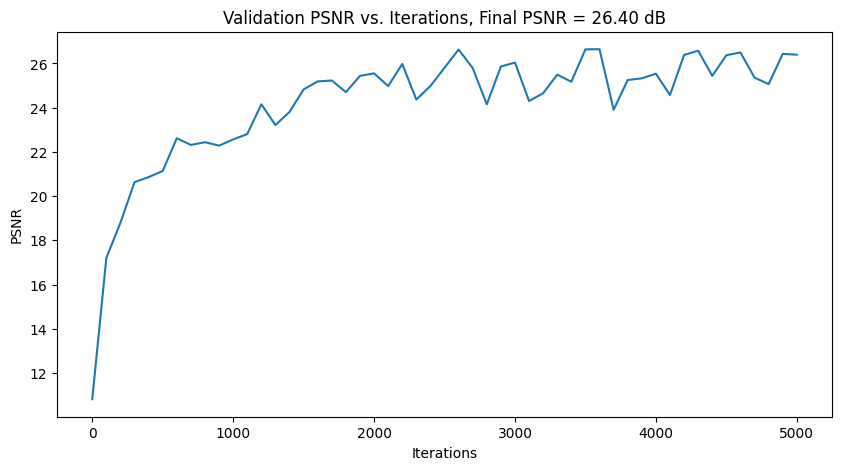 Validation PSNR vs. Iterations, Final PSNR = 26.40 dB
26
24
22
20
18
16
14
12
PSNR
0 1000 2000 3000 4000 5000
Iterations